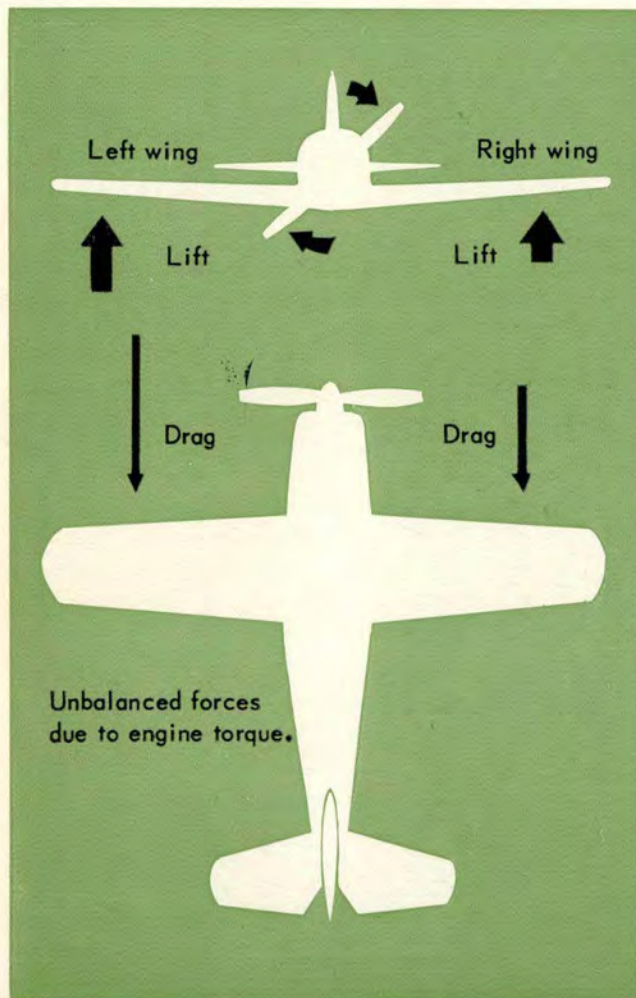 Left wing
Right wing
Lift
Lift
Drag
Drag
Unbalanced forces
due to engine torque.